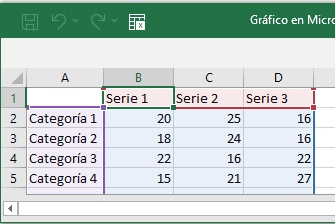 Gráfico en Micro
A B C D
1 Serie 1 Serie 2 Serie 3
2 Categoría 1 20 25 16
3 Categoría 2 18 24 16
4 Categoría 3 22 16 22
5 Categoría 4 15 21 27